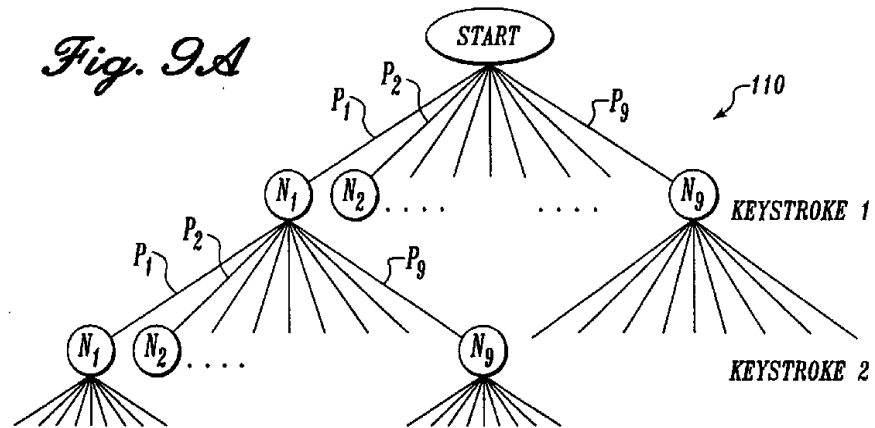 START
Fig. 9A
P1 P2 P9 110
N1 N2 .... .... N9 KEYSTROKE 1
P1 P2 P9
N1 N2 .... N9 KEYSTROKE 2